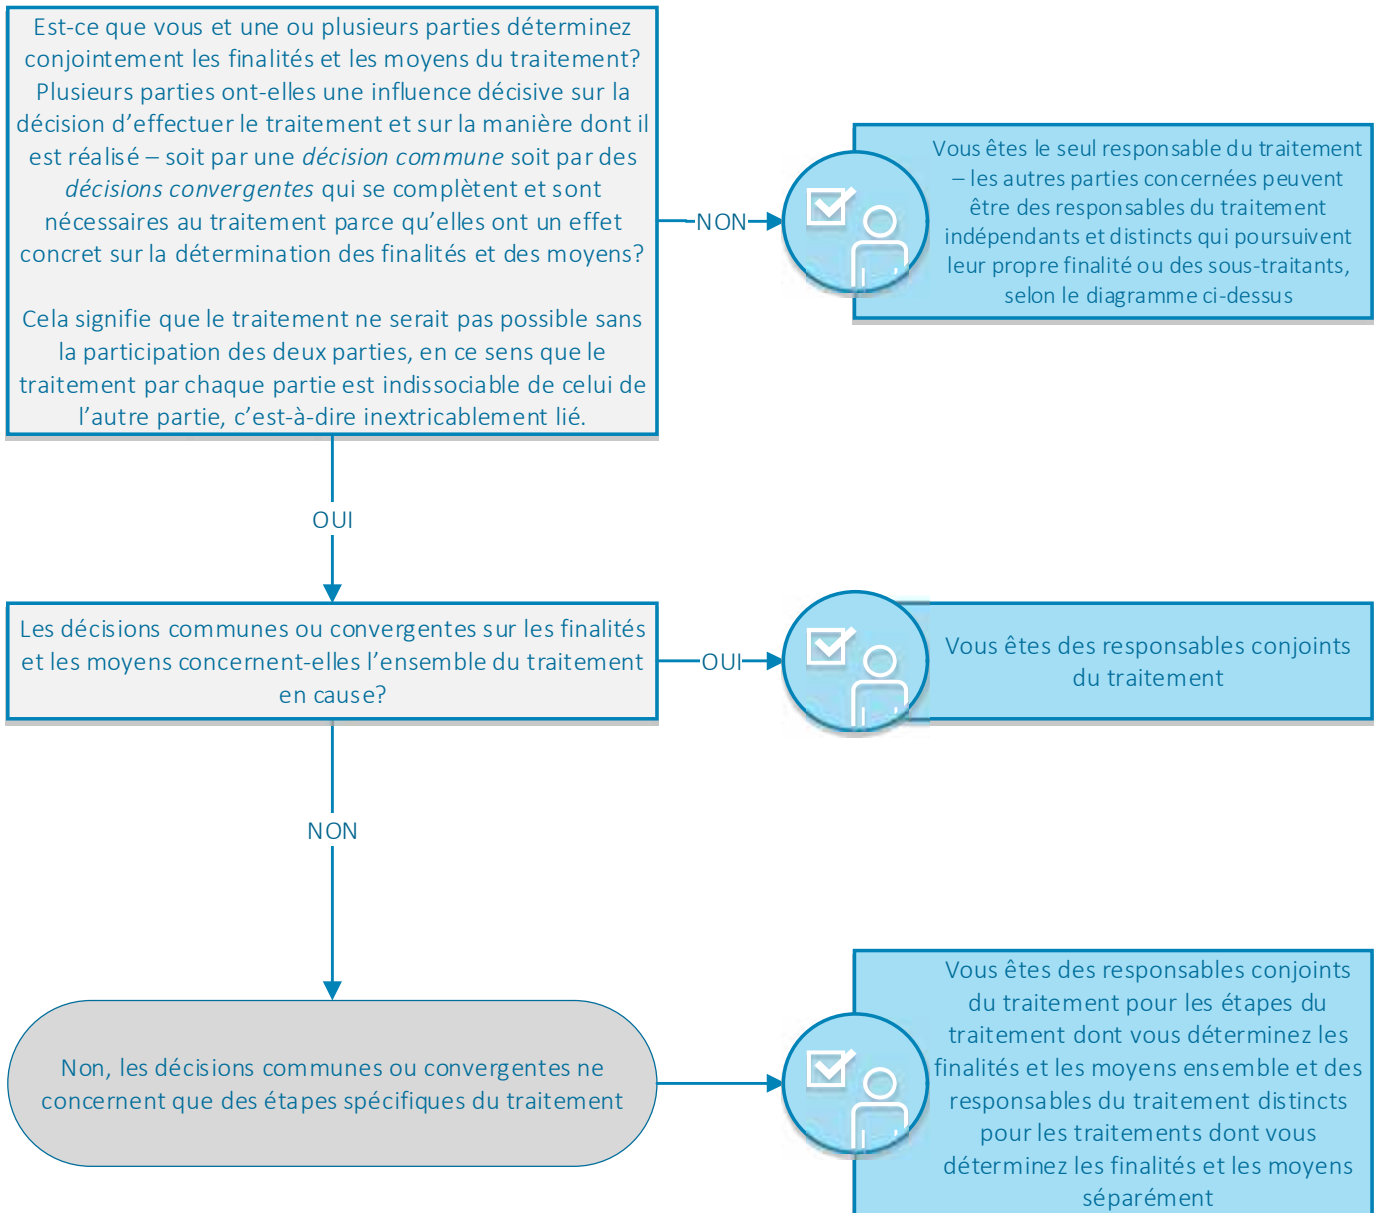 Est-ce que vous et une ou plusieurs parties déterminez
conjointement les finalités et les moyens du traitement?
Plusieurs parties ont-elles une influence décisive sur la
décision d’effectuer le traitement et sur la manière dont il
est réalisé – soit par une décision commune soit par des
décisions convergentes qui se complètent et sont
nécessaires au traitement parce qu’elles ont un effet
concret sur la détermination des finalités et des moyens?
Cela signifie que le traitement ne serait pas possible sans
la participation des deux parties, en ce sens que le
traitement par chaque partie est indissociable de celui de
l’autre partie, c’est-à-dire inextricablement lié.
NON
Vous êtes le seul responsable du traitement
– les autres parties concernées peuvent
être des responsables du traitement
indépendants et distincts qui poursuivent
leur propre finalité ou des sous-traitants,
selon le diagramme ci-dessus
OUI
Les décisions communes ou convergentes sur les finalités
et les moyens concernent-elles l’ensemble du traitement
en cause?
OUI
Vous êtes des responsables conjoints
du traitement
NON
Non, les décisions communes ou convergentes ne
concernent que des étapes spécifiques du traitement
Vous êtes des responsables conjoints
du traitement pour les étapes du
traitement dont vous déterminez les
finalités et les moyens ensemble et des
responsables du traitement distincts
pour les traitements dont vous
déterminez les finalités et les moyens
séparément